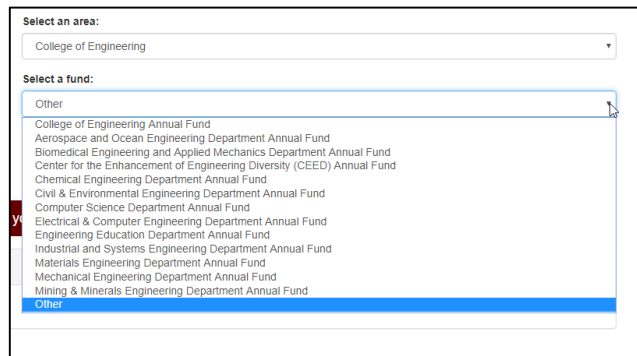 Select an area:
College of Engineering
Select a fund:
Other
College of Engineering Annual Fund
Aerospace and Ocean Engineering Department Annual Fund
Biomedical Engineering and Applied Mechanics Department Annual Fund
Center for the Enhancement of Engineering Diversity (CEED) Annual Fund
Chemical Engineering Department Annual Fund
Civil & Environmental Engineering Department Annual Fund
Computer Science Department Annual Fund
Electrical & Computer Engineering Department Annual Fund
Engineering Education Department Annual Fund
Industrial and Systems Engineering Department Annual Fund
Materials Engineering Department Annual Fund
Mechanical Engineering Department Annual Fund
Mining & Minerals Engineering Department Annual Fund
Other